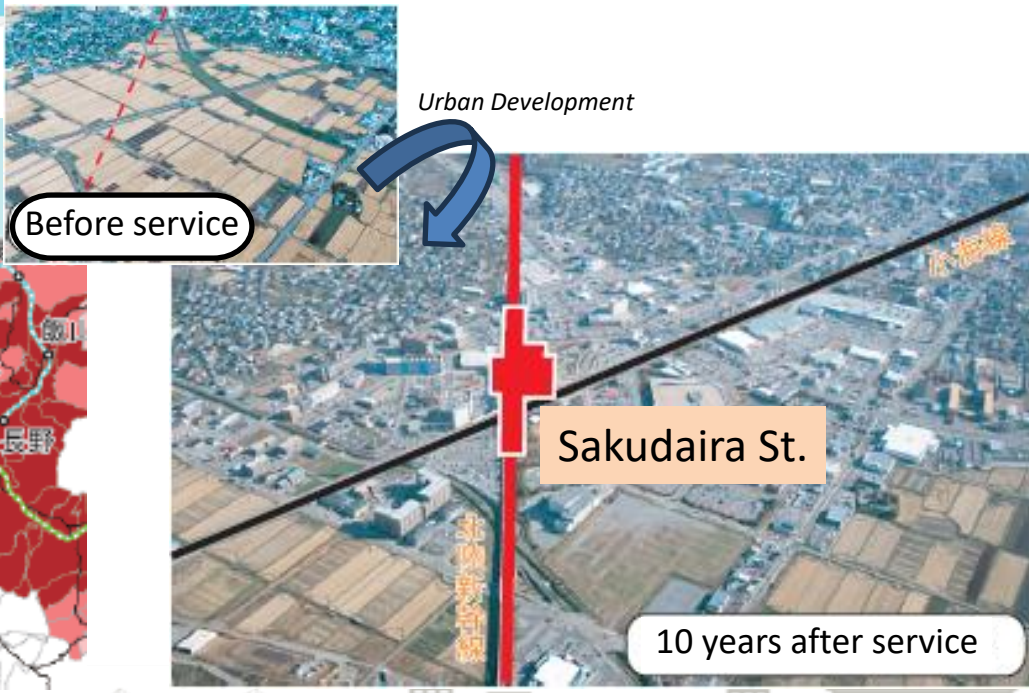 Urban Development
Before service
小海線
飯山
長野
Sakudaira St.
北陸新幹線
10 years after service